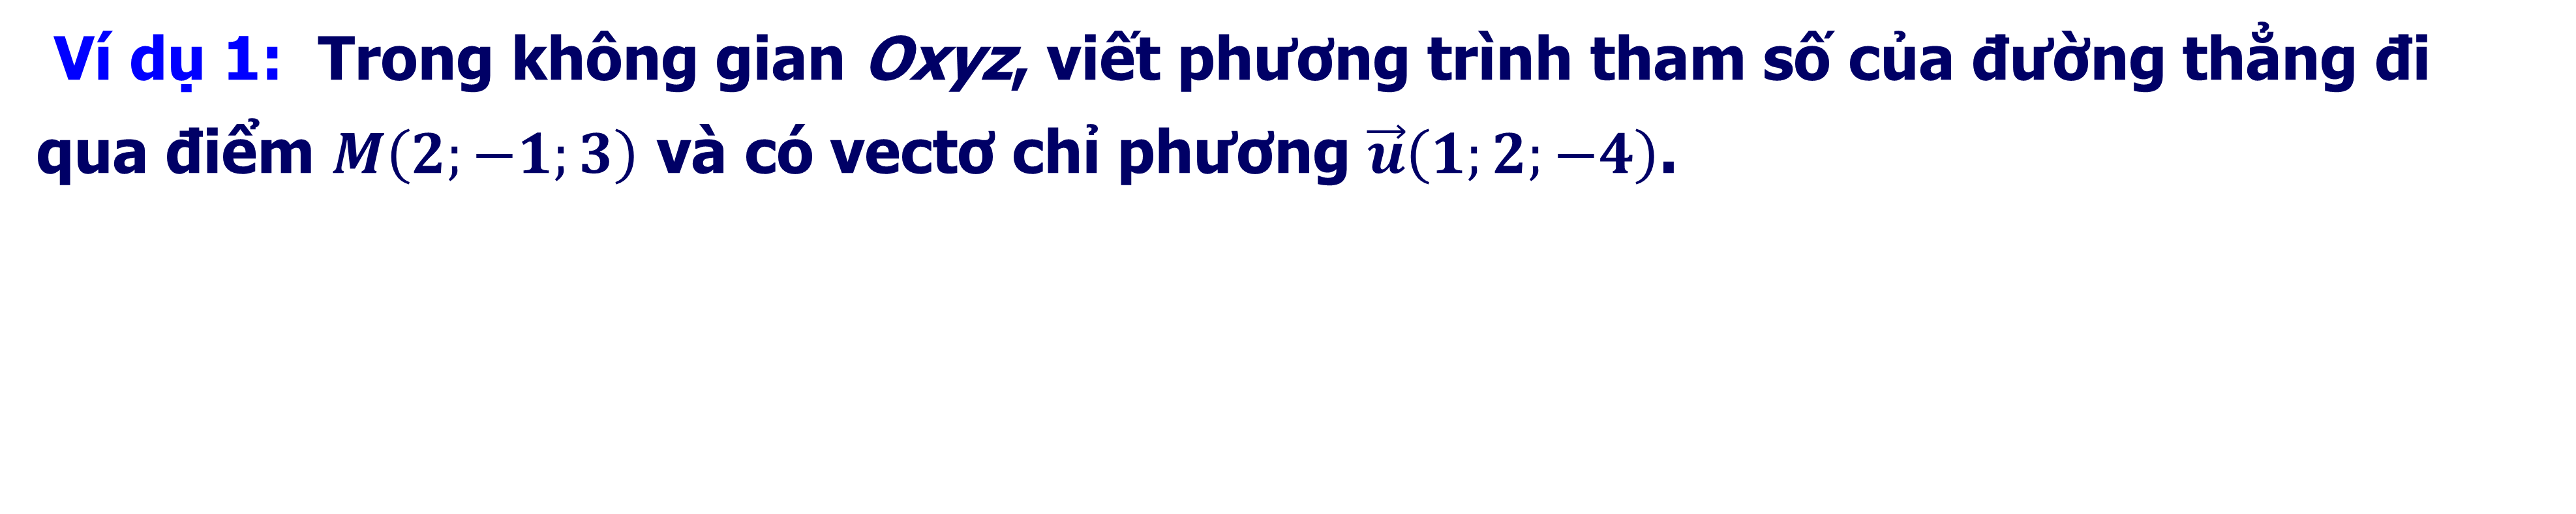 Ví dụ 1: Trong không gian Oxyz, viết phương trình tham số của đường thẳng đi
qua điểm M(2; −1; 3) và có vectơ chỉ phương u⃗(1; 2; −4).